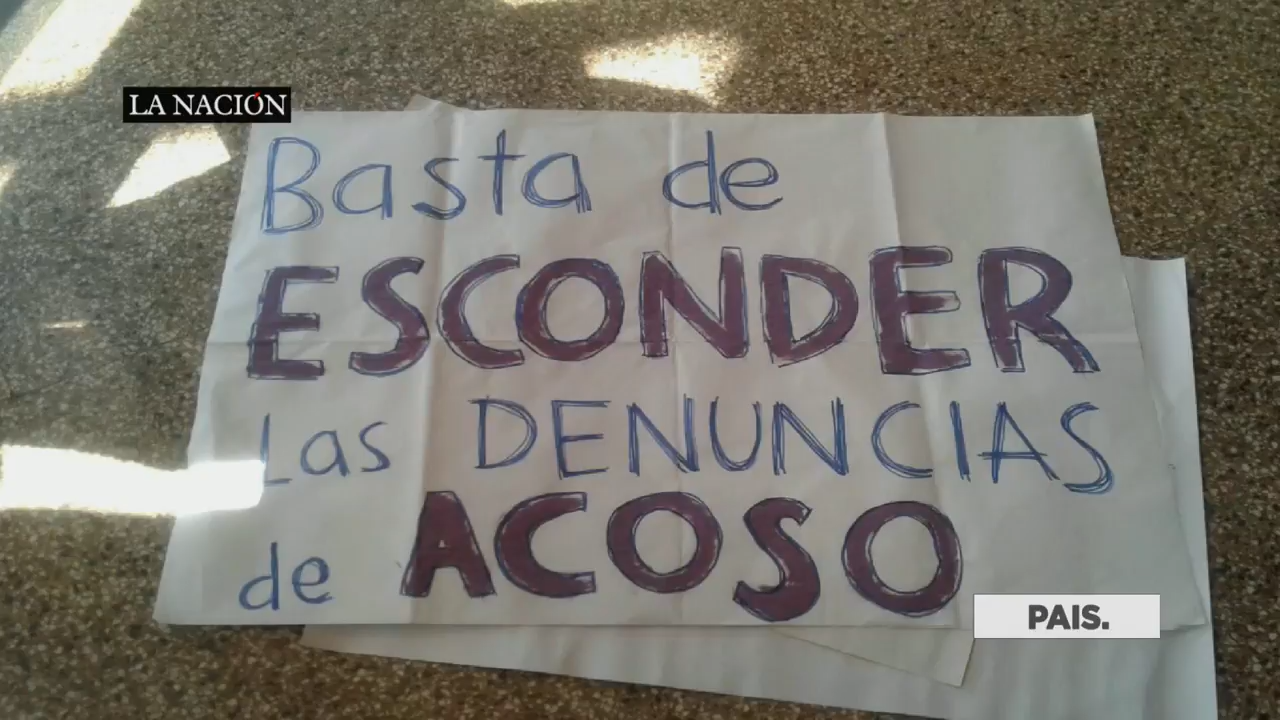 LA NACIÓN
Basta de
ESCONDER
Las DENUNCIAS
de ACOSO
PAIS.